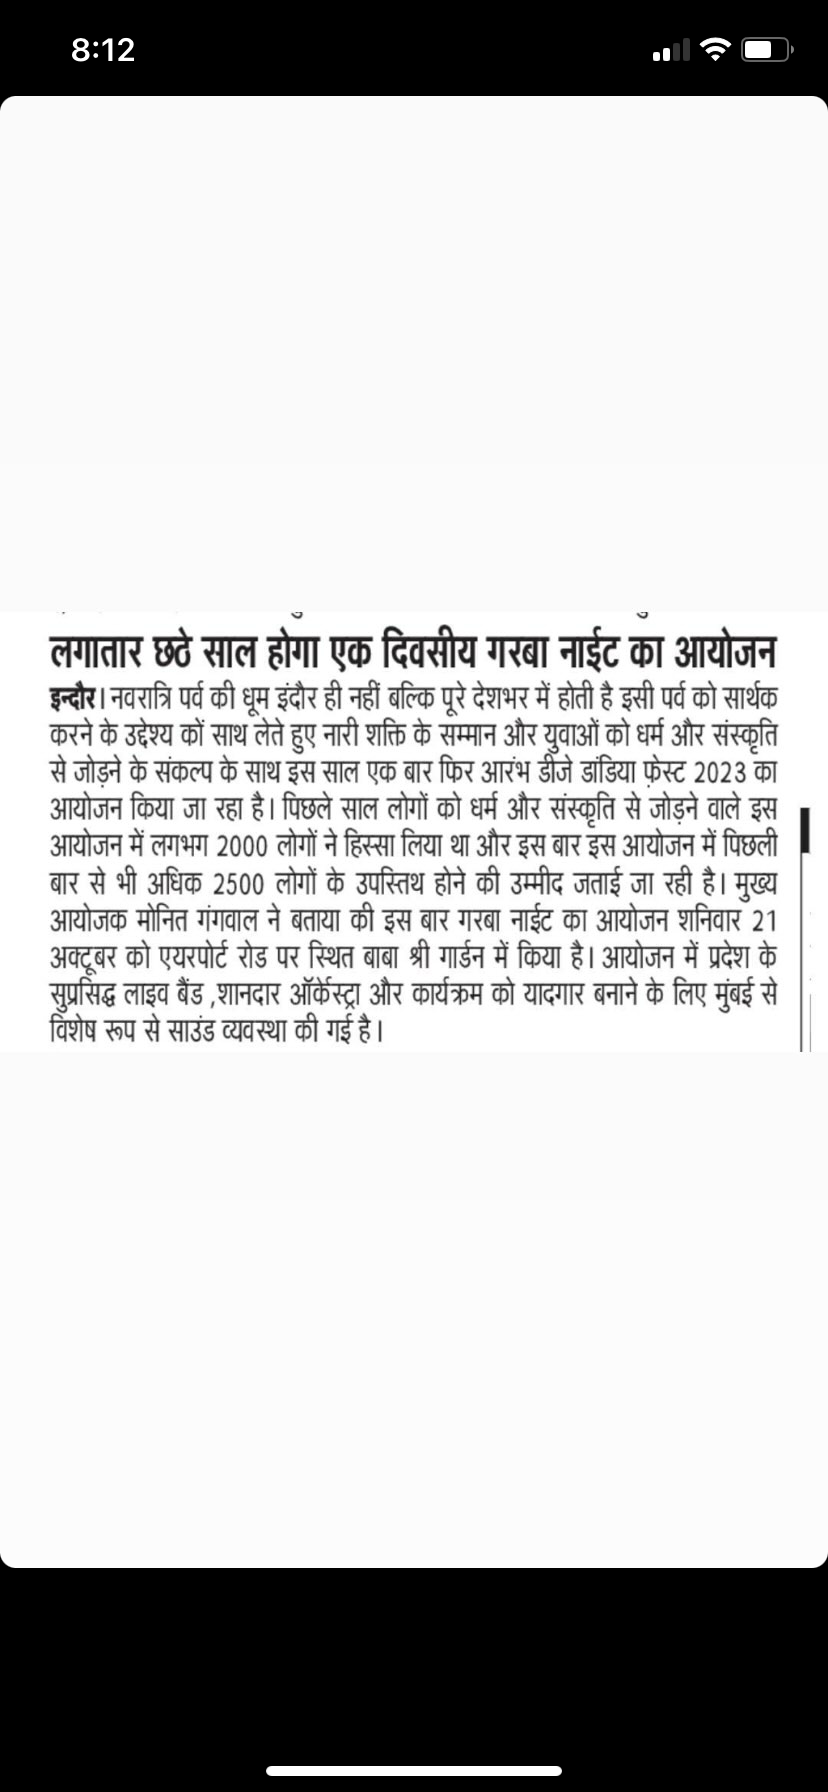 8:12
लगातार छठे साल होगा एक दिवसीय गरबा नाईट का आयोजन
इन्दौर। नवरात्रि पर्व की धूम इंदौर ही नहीं बल्कि पूरे देशभर में होती है इसी पर्व को सार्थक
करने के उद्देश्य कों साथ लेते हुए नारी शक्ति के सम्मान और युवाओं को धर्म और संस्कृति
से जोड़ने के संकल्प के साथ इस साल एक बार फिर आरंभ डीजे डांडिया फ़ेस्ट 2023 का
आयोजन किया जा रहा है। पिछले साल लोगों को धर्म और संस्कृति से जोड़ने वाले इस
आयोजन में लगभग 2000 लोगों ने हिस्सा लिया था और इस बार इस आयोजन में पिछली
बार से भी अधिक 2500 लोगों के उपस्तिथ होने की उम्मीद जताई जा रही है। मुख्य
आयोजक मोनित गंगवाल ने बताया की इस बार गरबा नाईट का आयोजन शनिवार 21
अक्टूबर को एयरपोर्ट रोड पर स्थित बाबा श्री गार्डन में किया है। आयोजन में प्रदेश के
सुप्रसिद्ध लाइव बैंड ,शानदार ऑर्केस्ट्रा और कार्यक्रम को यादगार बनाने के लिए मुंबई से
विशेष रूप से साउंड व्यवस्था की गई है।